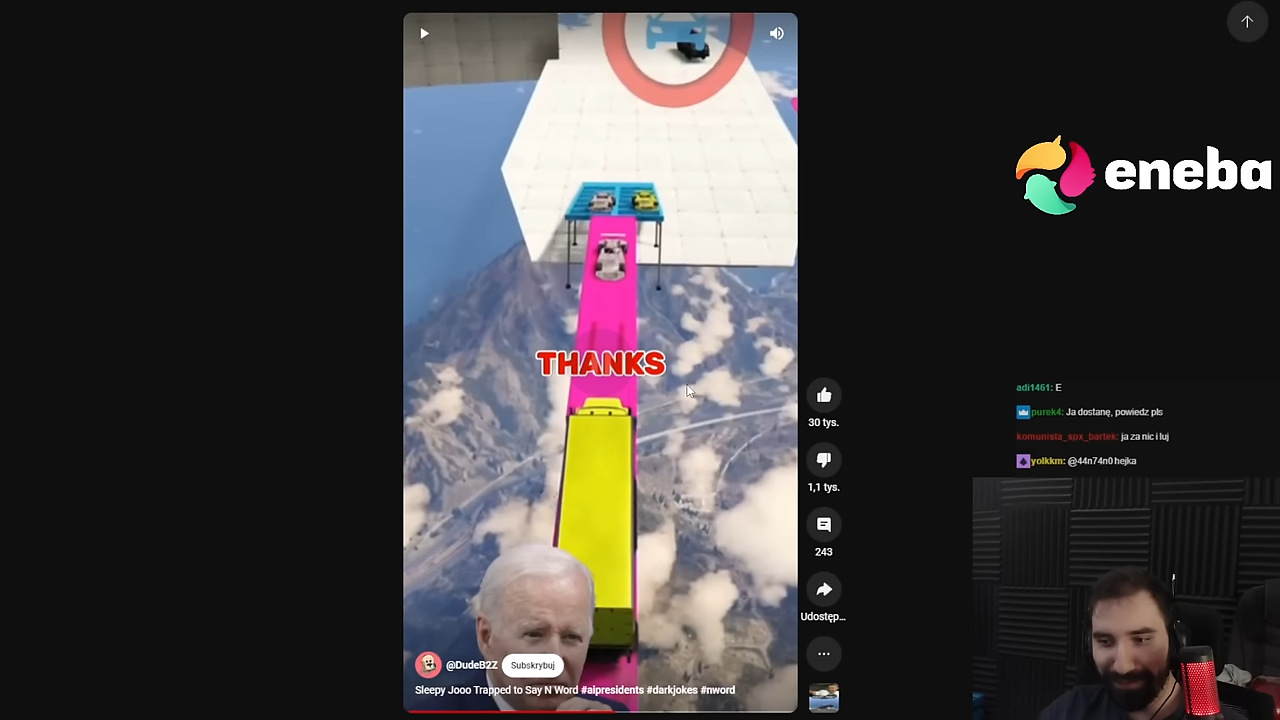 THANKS
30 tys.
1,1 tys.
243
Udostęp...
@DudeB2Z Subskrybuj
Sleepy Jooo Trapped to Say N Word #aipresidents #darkjokes #nword
eneba
adi1461: E
purek4: Ja dostanę, powiedz pls
komunista_spx_bartek: ja za nic i luj
yolkkm: @44n74n0 hejka